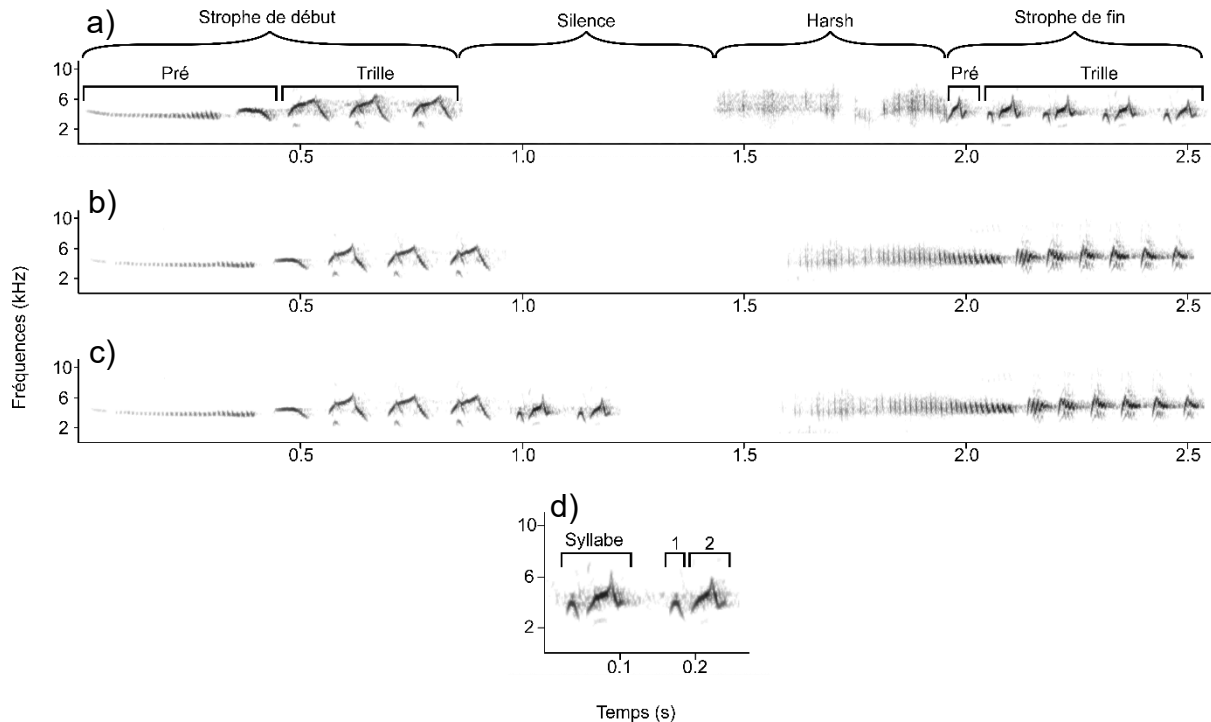 a)
Strophe de début Silence Harsh Strophe de fin
Pré Trille Pré Trille
10
6
2
0.5 1.0 1.5 2.0 2.5
b)
10
6
2
0.5 1.0 1.5 2.0 2.5
Fréquences (kHz)
c)
10
6
2
0.5 1.0 1.5 2.0 2.5
d)
Syllabe 1 2
10
6
2
0.1 0.2
Temps (s)